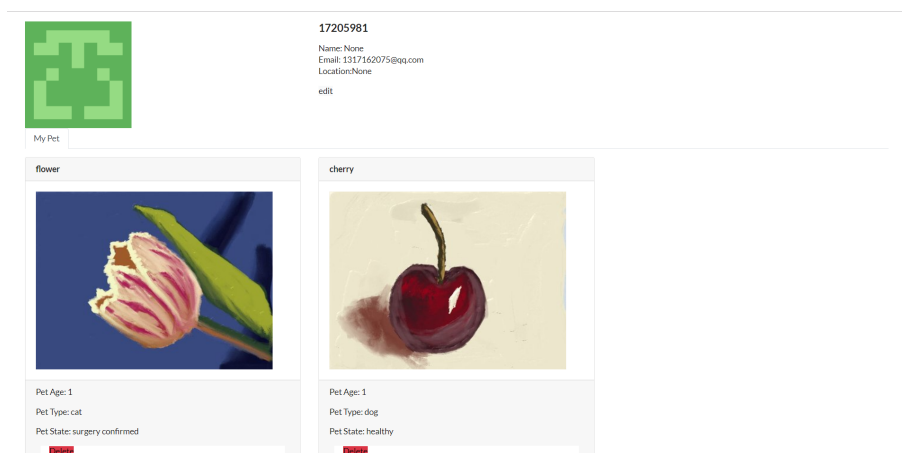 17205981
Name: None
Email: 1317162075@qq.com
Location:None
edit
My Pet
flower
cherry
Pet Age: 1
Pet Type: cat
Pet State: surgery confirmed
Delete
Pet Age: 1
Pet Type: dog
Pet State: healthy
Delete